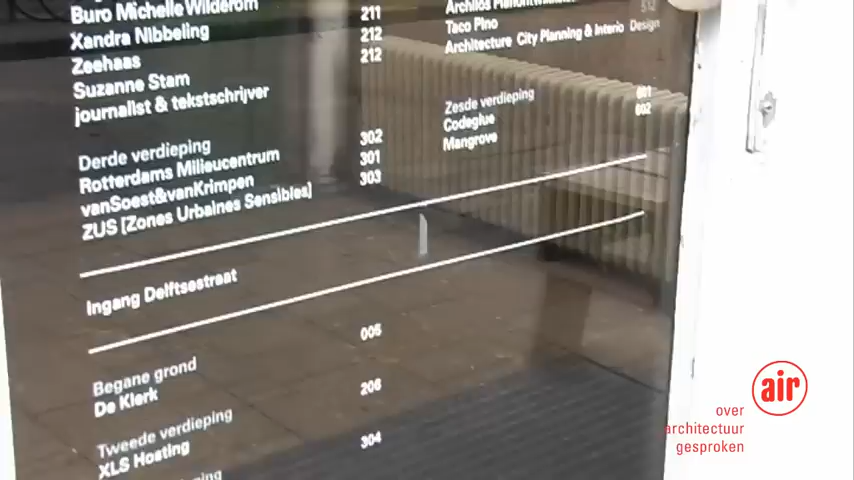 Buro Michelle Wilderom
Xandra Nibbeling 211
Zeehaas 212
Suzanne Stam 212
journalist & tekstschrijver
Derde verdieping
Rotterdams Milieucentrum 302
vanSoest&vanKrimpen 301
ZUS [Zones Urbaines Sensibles] 303
512
Taco Pino
Architecture City Planning & Interio Design
Zesde verdieping
Codeglue 601
Mangrove 602
Ingang Delftsestraat
Begane grond
De Klerk 005
Tweede verdieping
XLS Hosting 206
304
air
over
architectuur
gesproken